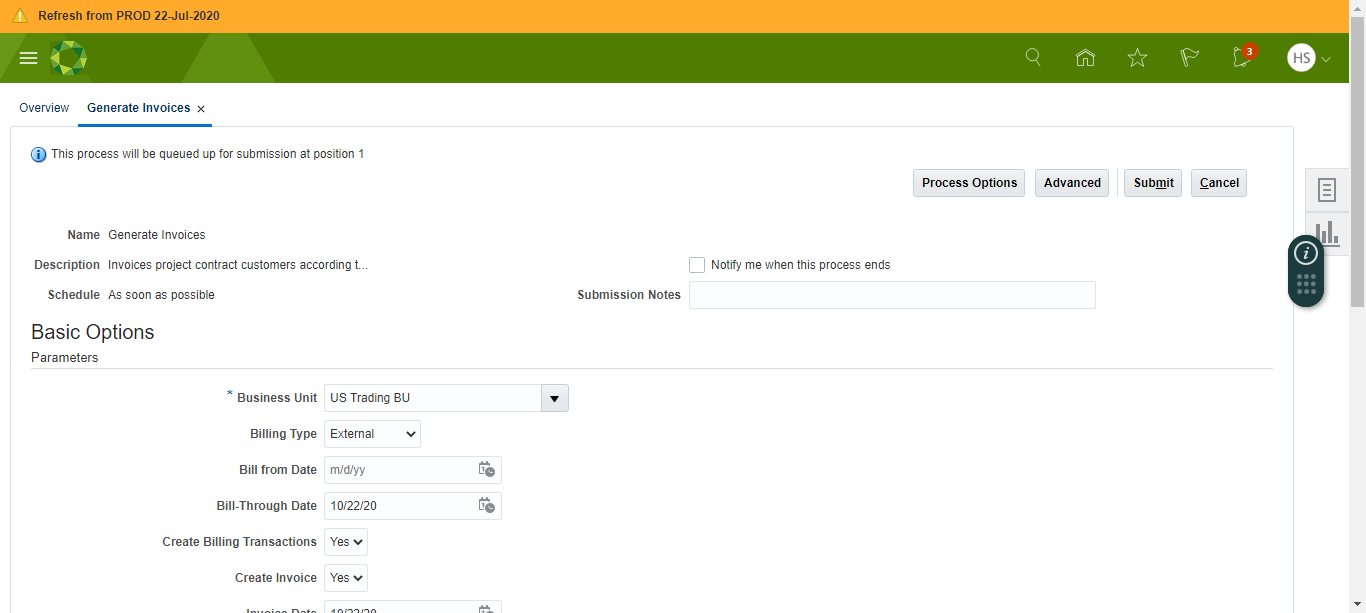 Refresh from PROD 22-Jul-2020
3
HS
Overview Generate Invoices ×
This process will be queued up for submission at position 1
Process Options Advanced Submit Cancel
Name Generate Invoices
Description Invoices project contract customers according t...
Notify me when this process ends
Schedule As soon as possible
Submission Notes
Basic Options
Parameters
* Business Unit US Trading BU
Billing Type External
Bill from Date m/d/yy
Bill-Through Date 10/22/20
Create Billing Transactions Yes
Create Invoice Yes
Invoice Date 10/22/20